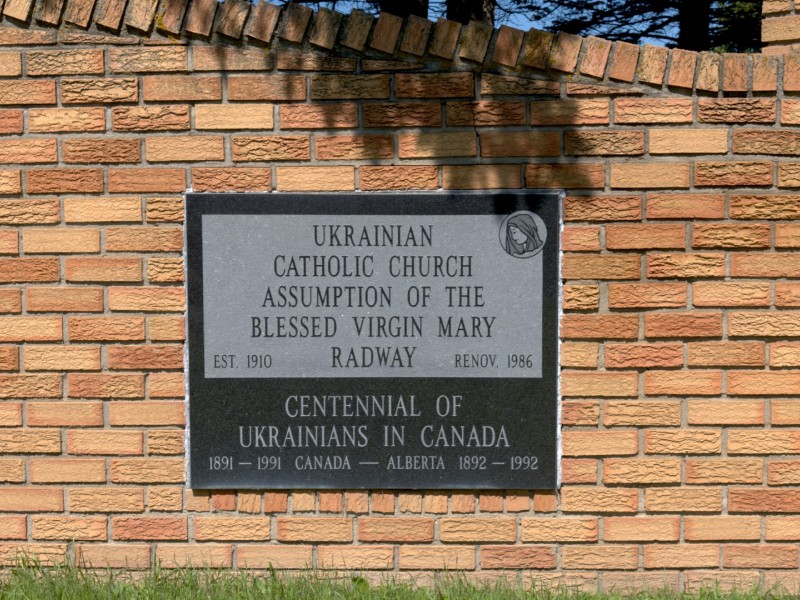 UKRAINIAN
CATHOLIC CHURCH
ASSUMPTION OF THE
BLESSED VIRGIN MARY
EST. 1910 RADWAY RENOV. 1986
CENTENNIAL OF
UKRAINIANS IN CANADA
1891 — 1991 CANADA — ALBERTA 1892 — 1992